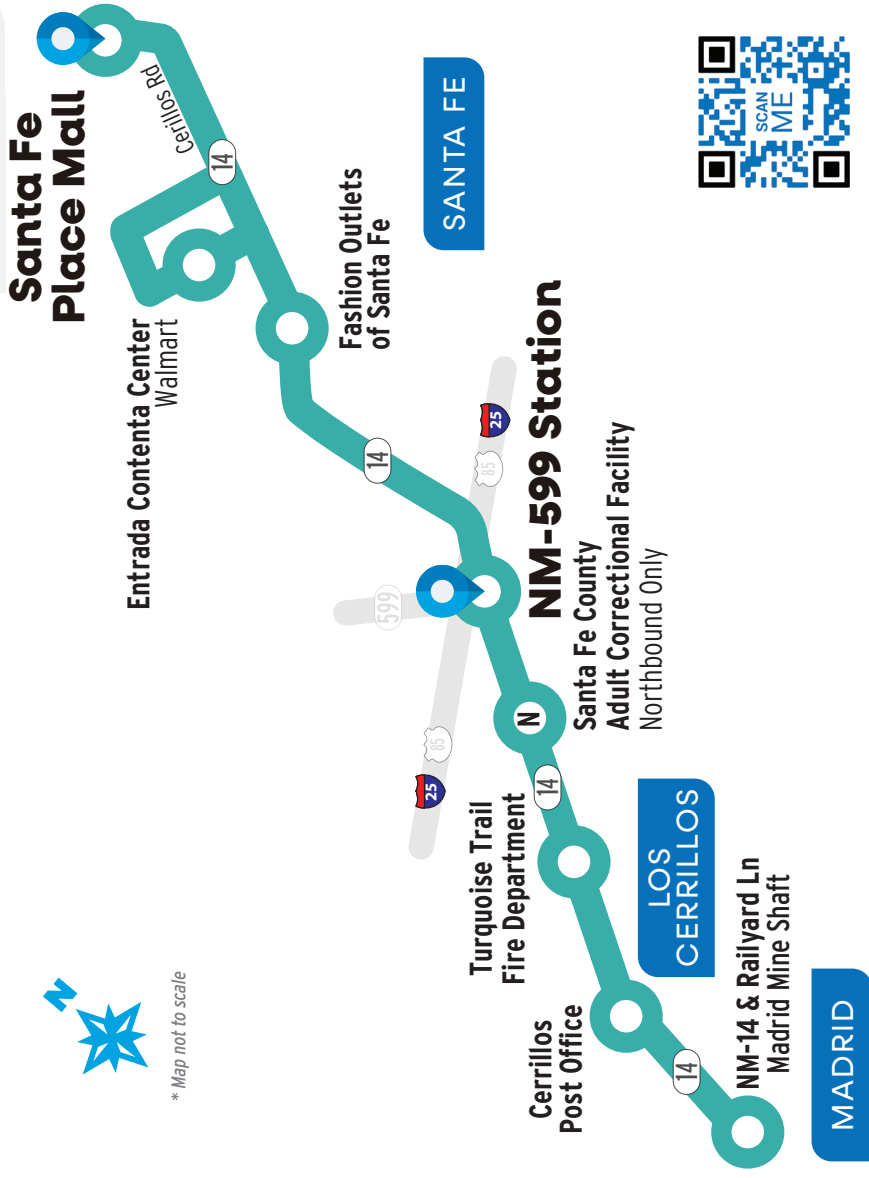 Santa Fe
Place Mall
Cerillos Rd
14
Entrada Contenta Center
Walmart
Fashion Outlets
of Santa Fe
SANTA FE
SCAN
ME
14
25
85
NM-599 Station
599
Santa Fe County
Adult Correctional Facility
Northbound Only
N
85
25
14
Turquoise Trail
Fire Department
LOS
CERRILLOS
Cerrillos
Post Office
14
NM-14 & Railyard Ln
Madrid Mine Shaft
MADRID
N
* Map not to scale